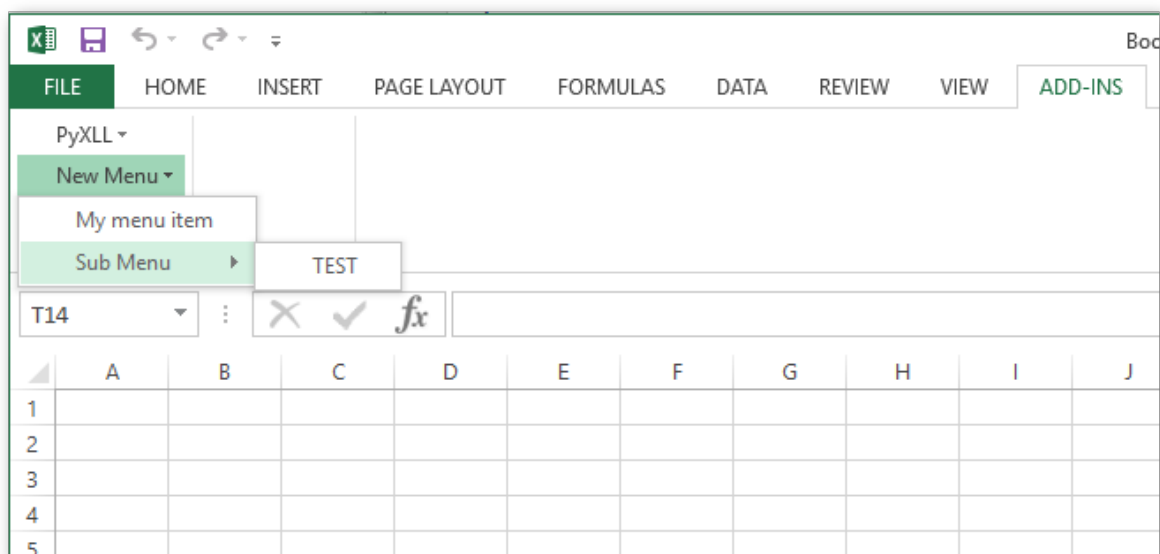 Boo
FILE HOME INSERT PAGE LAYOUT FORMULAS DATA REVIEW VIEW ADD-INS
PyXLL
New Menu
My menu item
Sub Menu TEST
T14 fx
A B C D E F G H I J
1
2
3
4
5